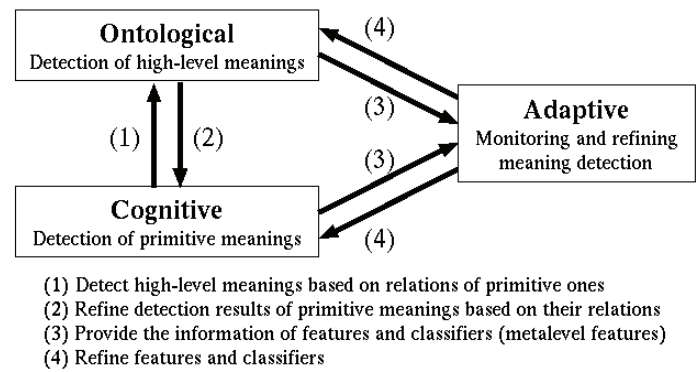 Ontological
Detection of high-level meanings
(4)
(3)
Adaptive
Monitoring and refining
meaning detection
(1)
(2)
(3)
(4)
Cognitive
Detection of primitive meanings
(1) Detect high-level meanings based on relations of primitive ones
(2) Refine detection results of primitive meanings based on their relations
(3) Provide the information of features and classifiers (metalevel features)
(4) Refine features and classifiers